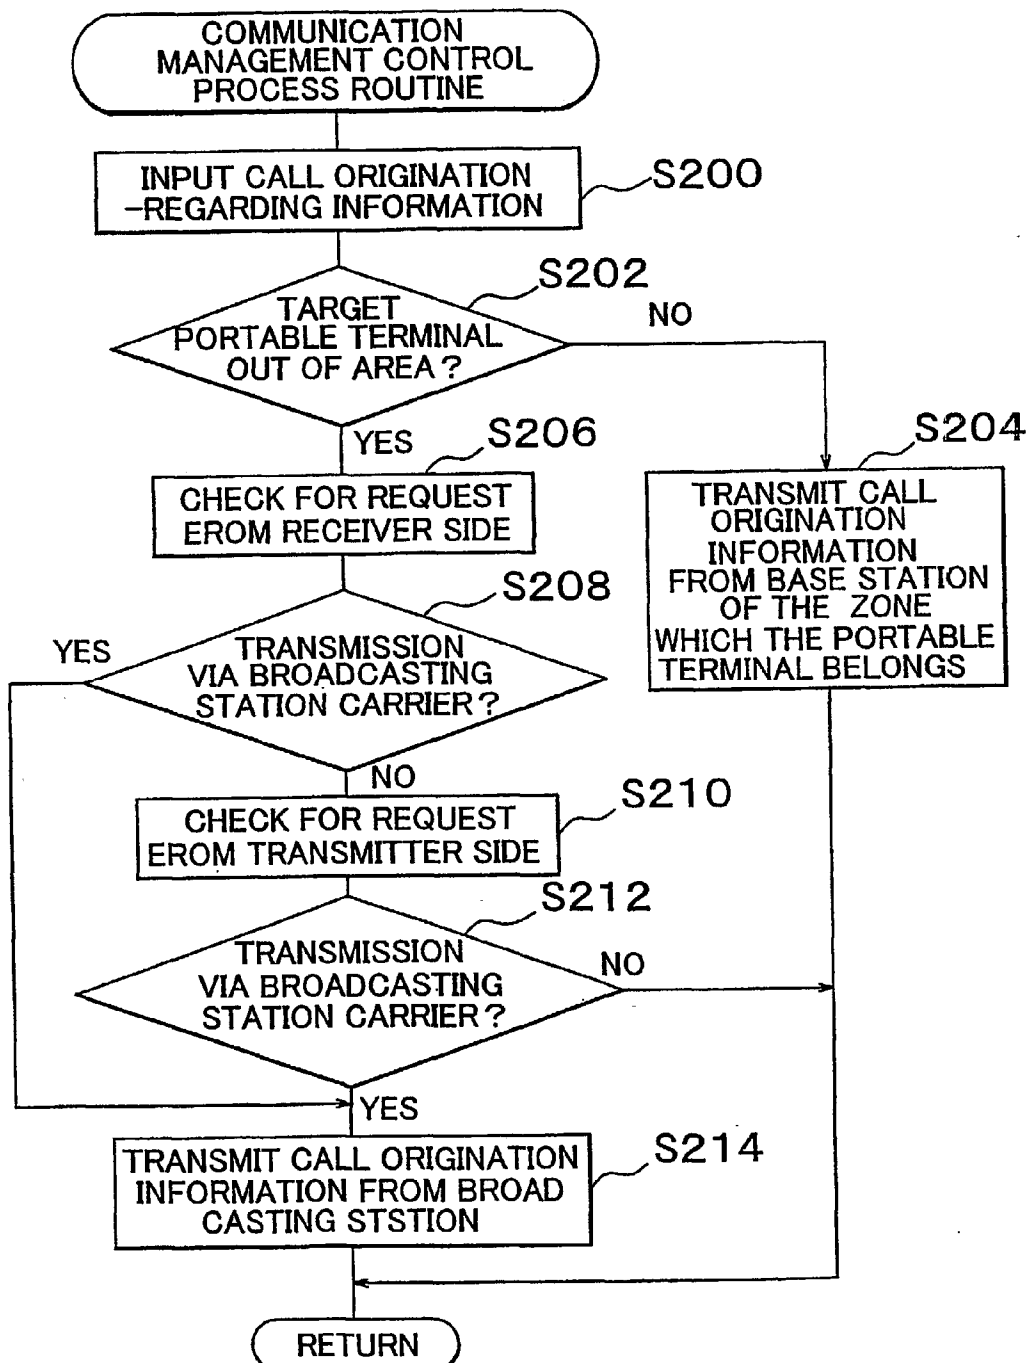 COMMUNICATION
MANAGEMENT CONTROL
PROCESS ROUTINE
INPUT CALL ORIGINATION
-REGARDING INFORMATION
S200
TARGET
PORTABLE TERMINAL
OUT OF AREA?
S202
NO
YES
S204
TRANSMIT CALL
ORIGINATION
INFORMATION
FROM BASE STATION
OF THE ZONE
WHICH THE PORTABLE
TERMINAL BELONGS
S206
CHECK FOR REQUEST
EROM RECEIVER SIDE
S208
TRANSMISSION
VIA BROADCASTING
STATION CARRIER?
YES
NO
S210
CHECK FOR REQUEST
EROM TRANSMITTER SIDE
S212
TRANSMISSION
VIA BROADCASTING
STATION CARRIER?
NO
YES
S214
TRANSMIT CALL ORIGINATION
INFORMATION FROM BROAD
CASTING STSTION
RETURN